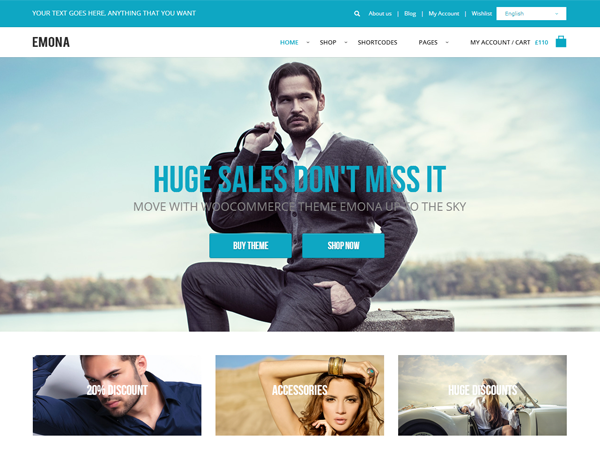 YOUR TEXT GOES HERE, ANYTHING THAT YOU WANT
About us | Blog | My Account | Wishlist English
EMONA
HOME SHOP SHORTCODES PAGES MY ACCOUNT / CART £110
HUGE SALES DON'T MISS IT
MOVE WITH WOOCOMMERCE THEME EMONA UP TO THE SKY
BUY THEME SHOP NOW
20% DISCOUNT ACCESSORIES HUGE DISCOUNTS